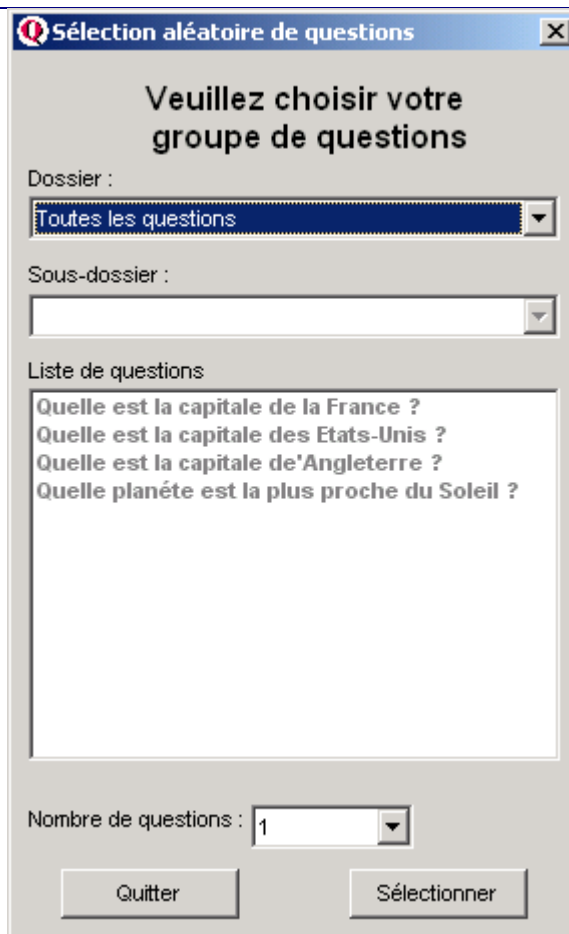 Sélection aléatoire de questions
Veuillez choisir votre
groupe de questions
Dossier :
Toutes les questions
Sous-dossier :
Liste de questions
Quelle est la capitale de la France ?
Quelle est la capitale des Etats-Unis ?
Quelle est la capitale de'Angleterre ?
Quelle planéte est la plus proche du Soleil ?
Nombre de questions : 1
Quitter Sélectionner